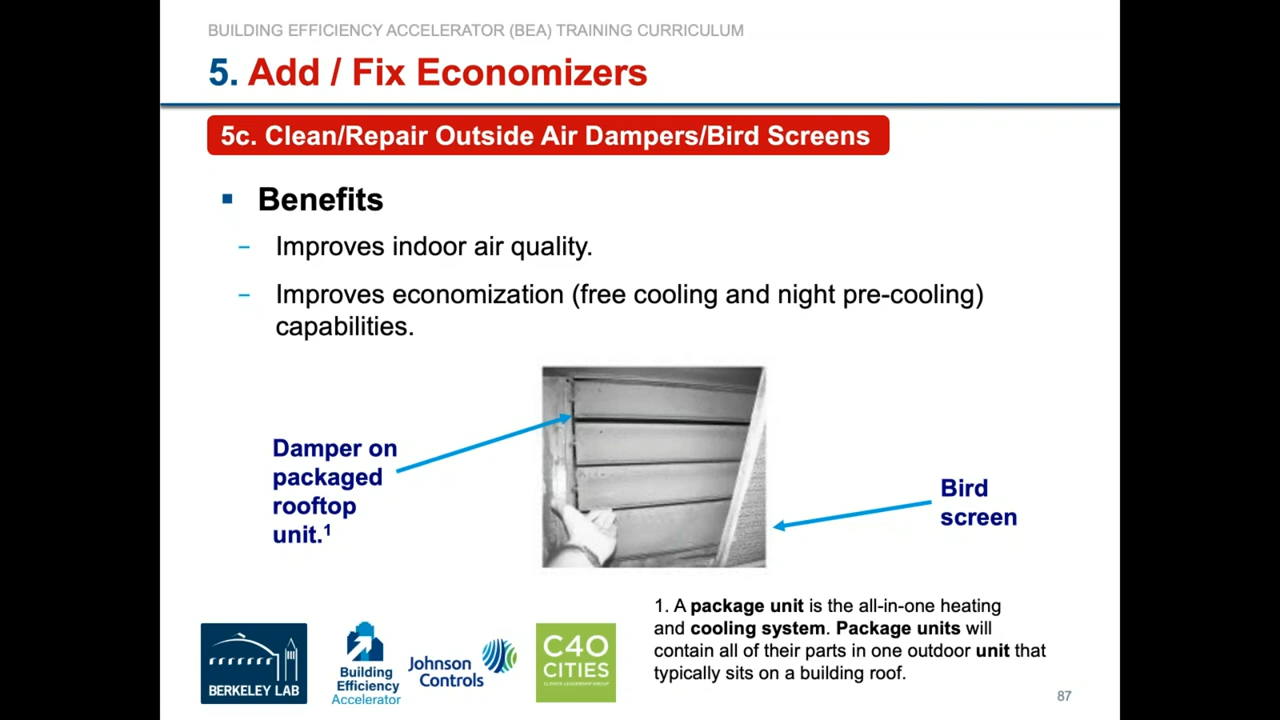 BUILDING EFFICIENCY ACCELERATOR (BEA) TRAINING CURRICULUM
5. Add / Fix Economizers
5c. Clean/Repair Outside Air Dampers/Bird Screens
▪ Benefits
– Improves indoor air quality.
– Improves economization (free cooling and night pre-cooling)
capabilities.
Damper on
packaged
rooftop
unit.¹
Bird
screen
1. A package unit is the all-in-one heating
and cooling system. Package units will
contain all of their parts in one outdoor unit that
typically sits on a building roof.
BERKELEY LAB
Building
Efficiency
Accelerator
Johnson
Controls
C40
CITIES
CLIMATE LEADERSHIP GROUP
87